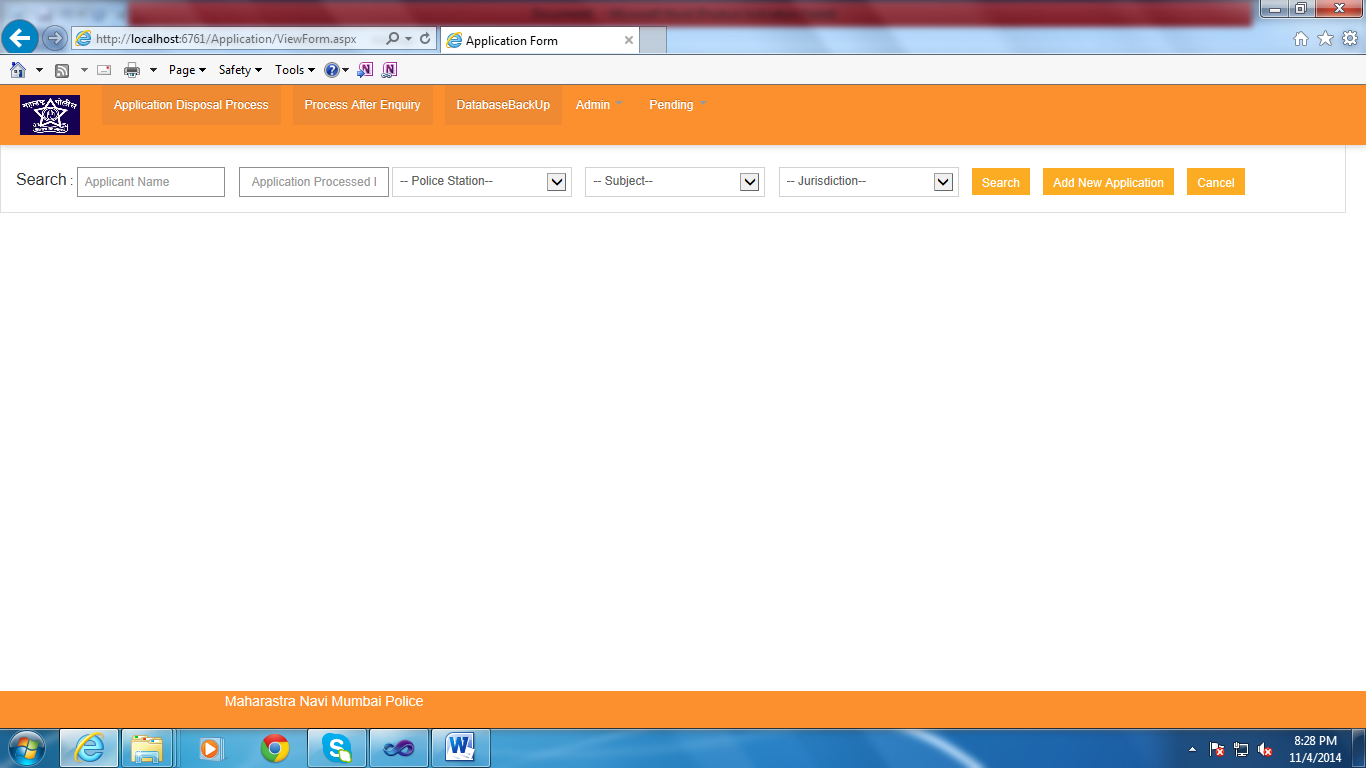 http://localhost:6761/Application/ViewForm.aspx
Application Form
Page
Safety
Tools
महाराष्ट्र पोलीस
Application Disposal Process
Process After Enquiry
DatabaseBackUp
Admin
Pending
Search :
Applicant Name
Application Processed
-- Police Station--
-- Subject--
-- Jurisdiction--
Search
Add New Application
Cancel
Maharastra Navi Mumbai Police
8:28 PM
11/4/2014